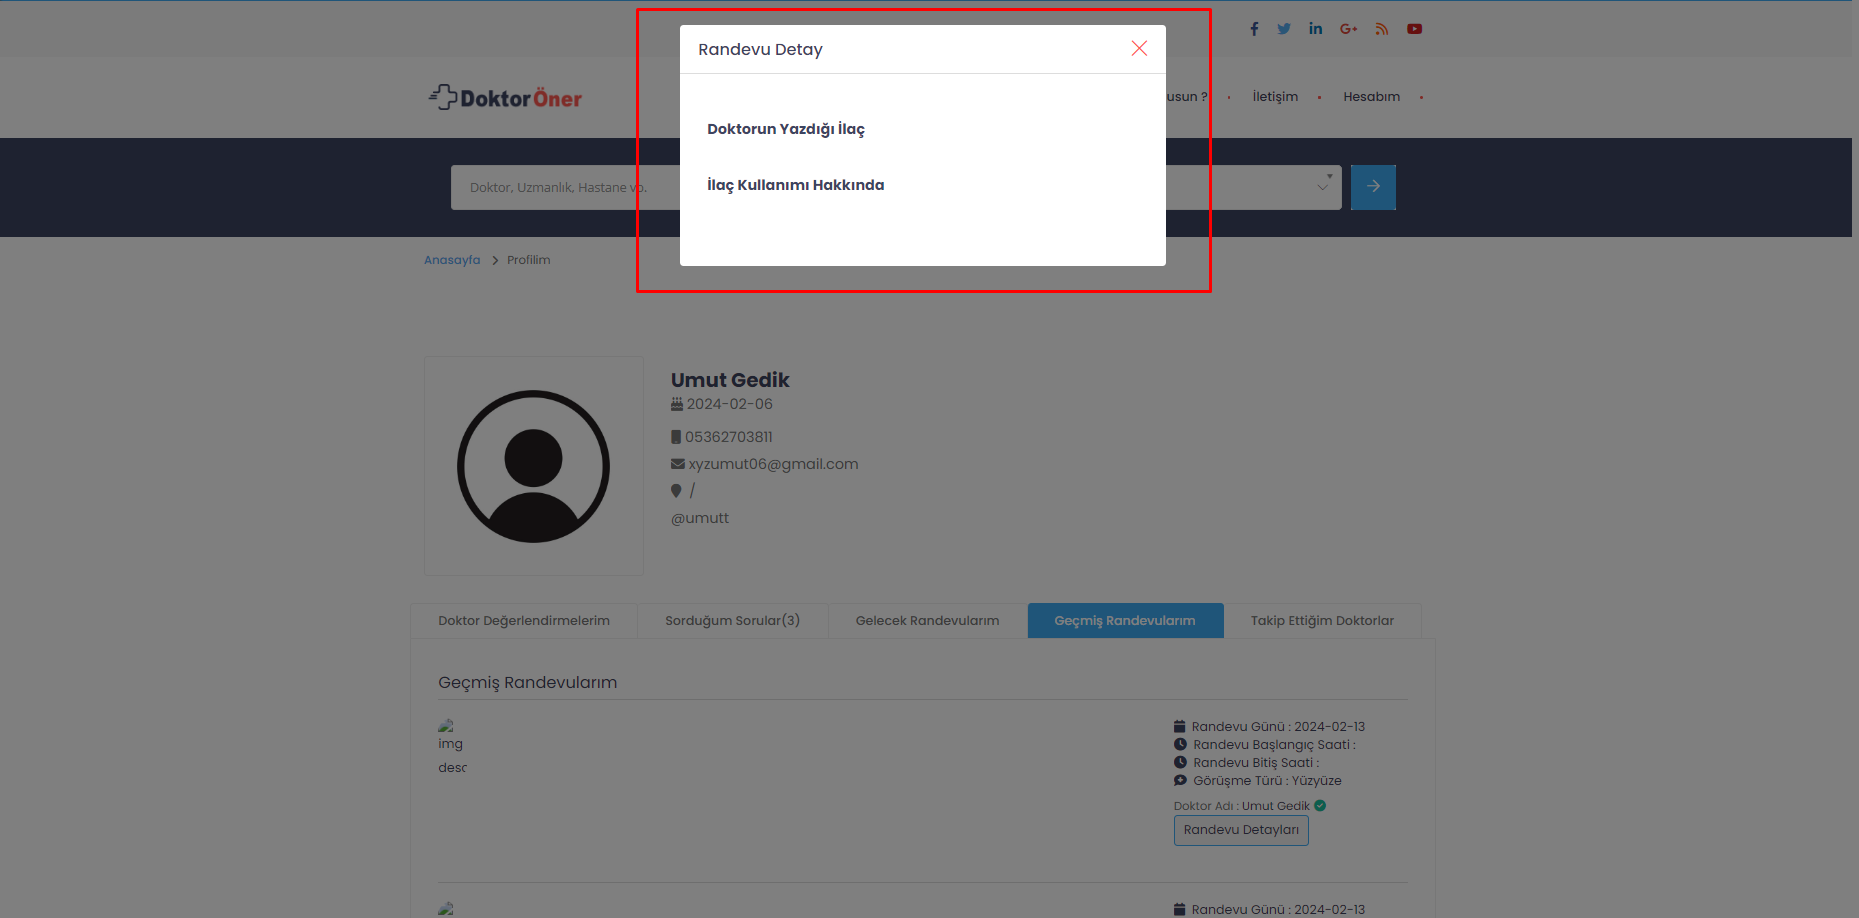 Randevu Detay
Doktor Öner
usun ?
İletişim
Hesabım
Doktorun Yazdığı İlaç
Doktor, Uzmanlık, Hastane vb.
İlaç Kullanımı Hakkında
Anasayfa > Profilim
Umut Gedik
2024-02-06
05362703811
xyzumut06@gmail.com
/
@umutt
Doktor Değerlendirmelerim
Sorduğum Sorular(3)
Gelecek Randevularım
Geçmiş Randevularım
Takip Ettiğim Doktorlar
Geçmiş Randevularım
img
desc
Randevu Günü : 2024-02-13
Randevu Başlangıç Saati :
Randevu Bitiş Saati :
Görüşme Türü : Yüzyüze
Doktor Adı : Umut Gedik
Randevu Detayları
Randevu Günü : 2024-02-13